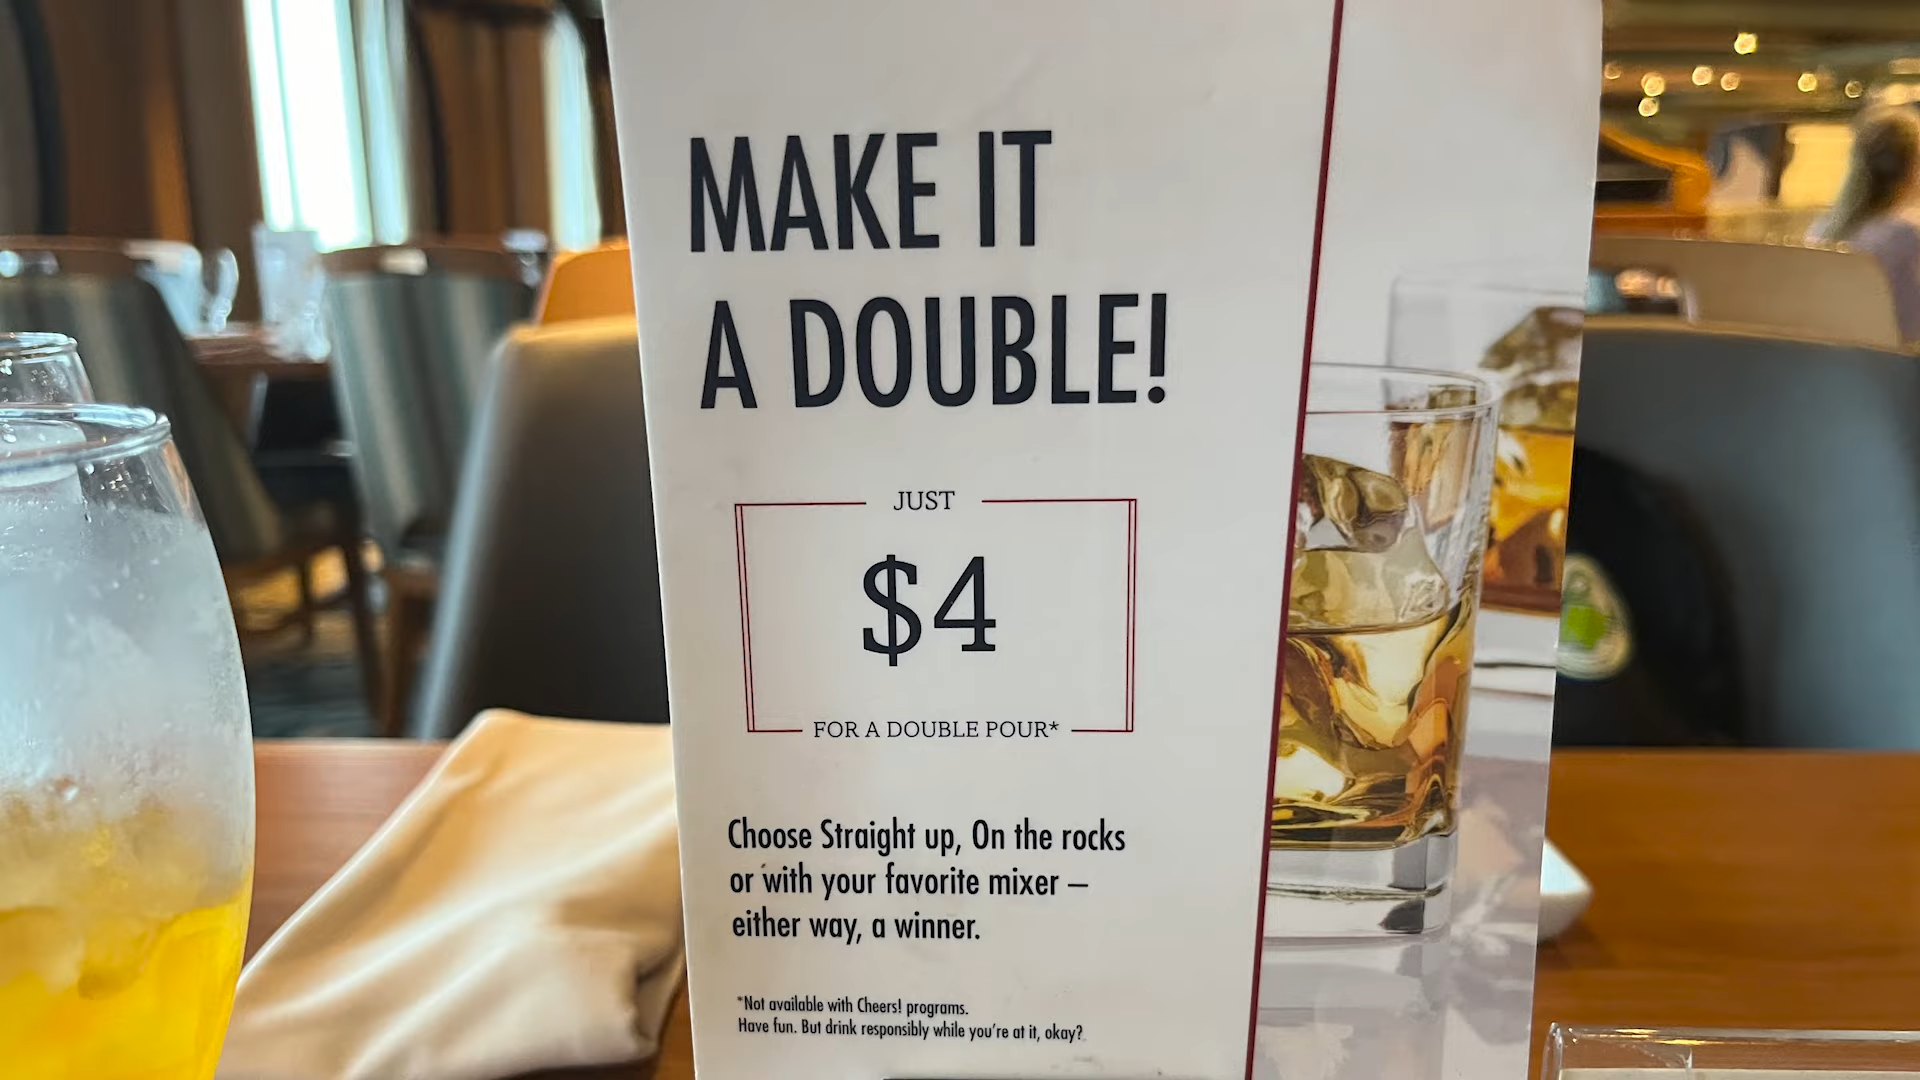 MAKE IT
A DOUBLE!
JUST
$4
FOR A DOUBLE POUR*
Choose Straight up, On the rocks
or with your favorite mixer –
either way, a winner.
*Not available with Cheers! programs.
Have fun. But drink responsibly while you're at it, okay?